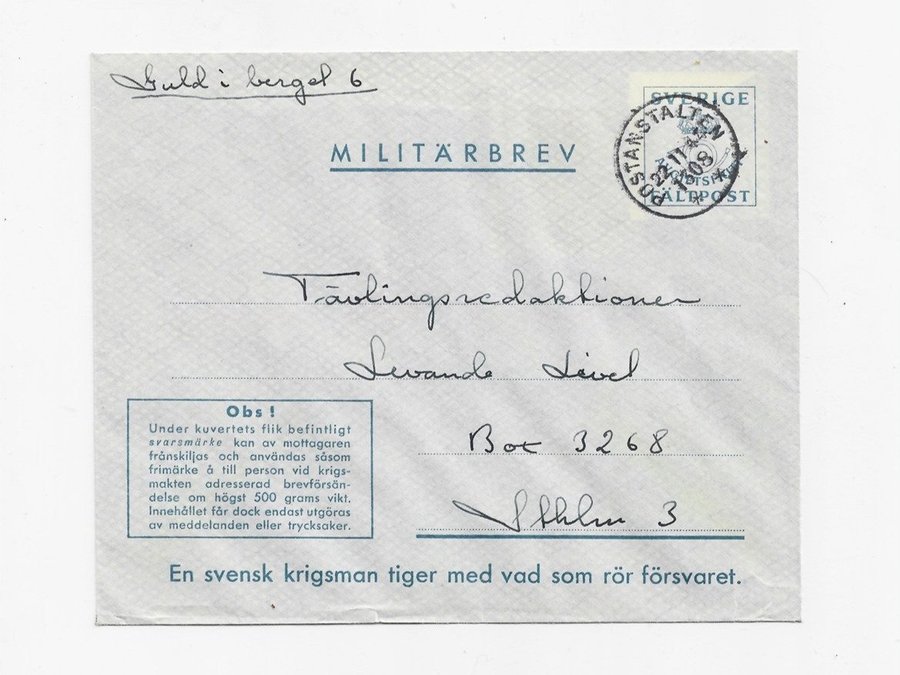 Guld i berget 6
MILITÄRBREV
SVERIGE
POSTANSTALTEN
1508
FÄLTPOST
Tävlingsredaktionen
Levande Livet
Box 3268
Sthlm 3
Obs !
Under kuvertets flik befintligt
svarsmärke kan av mottagaren
frånskiljas och användas såsom
frimärke å till person vid krigs-
makten adresserad brevförsän-
delse om högst 500 grams vikt.
Innehållet får dock endast utgöras
av meddelanden eller trycksaker.
En svensk krigsman tiger med vad som rör försvaret.